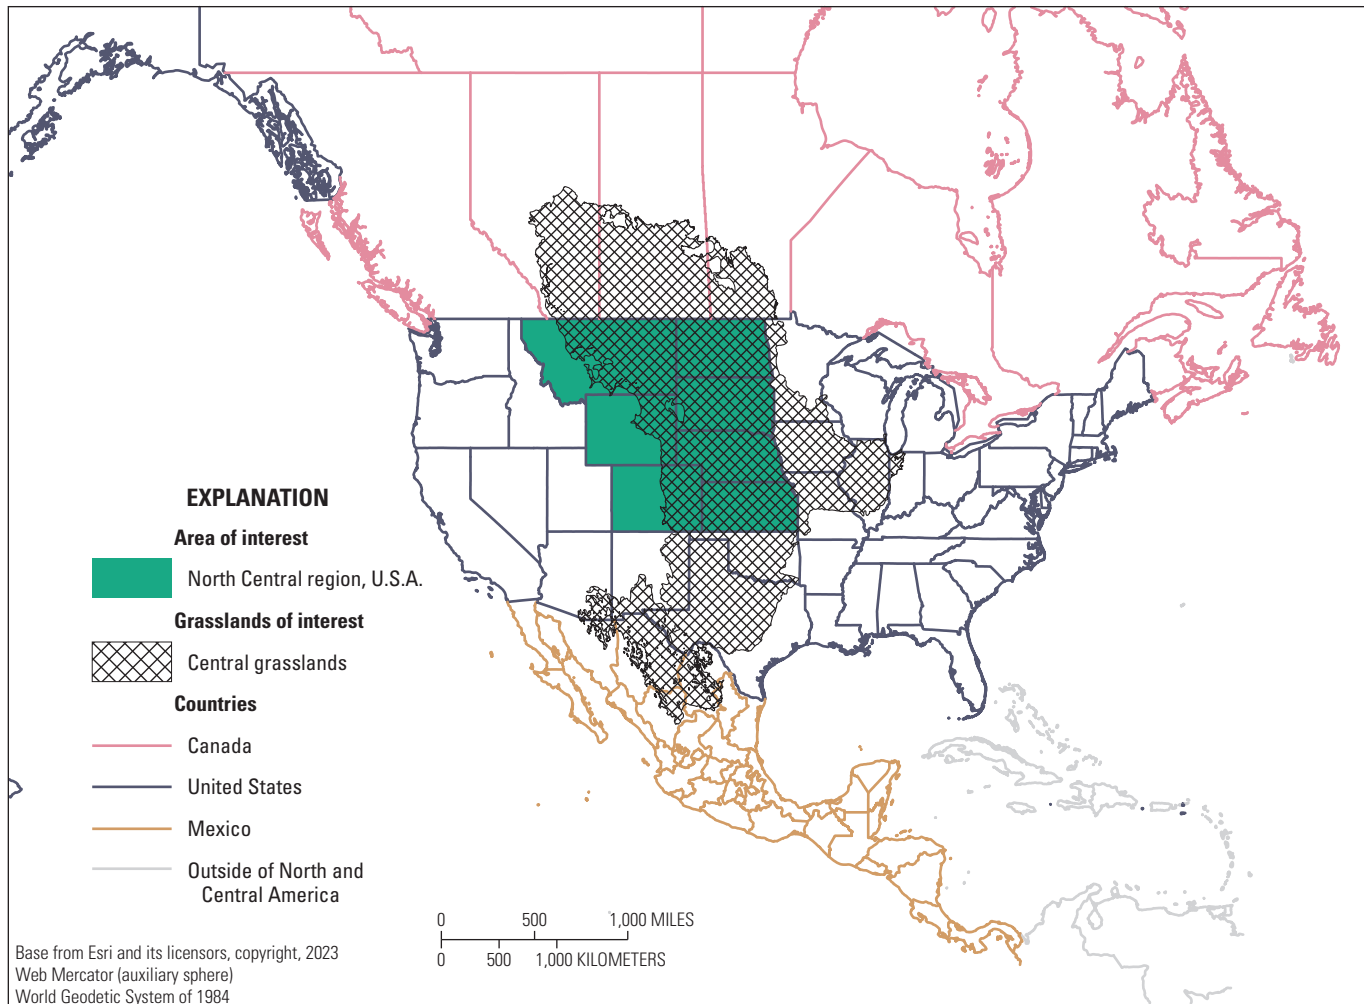 EXPLANATION
Area of interest
North Central region, U.S.A.
Grasslands of interest
Central grasslands
Countries
Canada
United States
Mexico
Outside of North and
Central America
0 500 1,000 MILES
0 500 1,000 KILOMETERS
Base from Esri and its licensors, copyright, 2023
Web Mercator (auxiliary sphere)
World Geodetic System of 1984